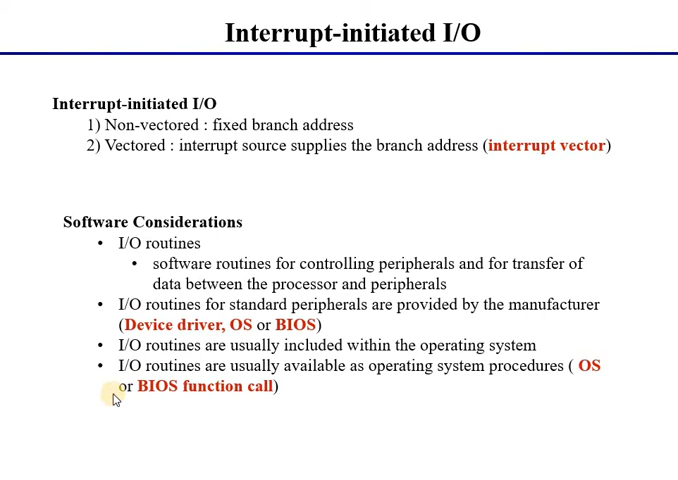 Interrupt-initiated I/O
Interrupt-initiated I/O
1) Non-vectored : fixed branch address
2) Vectored : interrupt source supplies the branch address (interrupt vector)
Software Considerations
• I/O routines
• software routines for controlling peripherals and for transfer of
data between the processor and peripherals
• I/O routines for standard peripherals are provided by the manufacturer
(Device driver, OS or BIOS)
• I/O routines are usually included within the operating system
• I/O routines are usually available as operating system procedures ( OS
or BIOS function call)